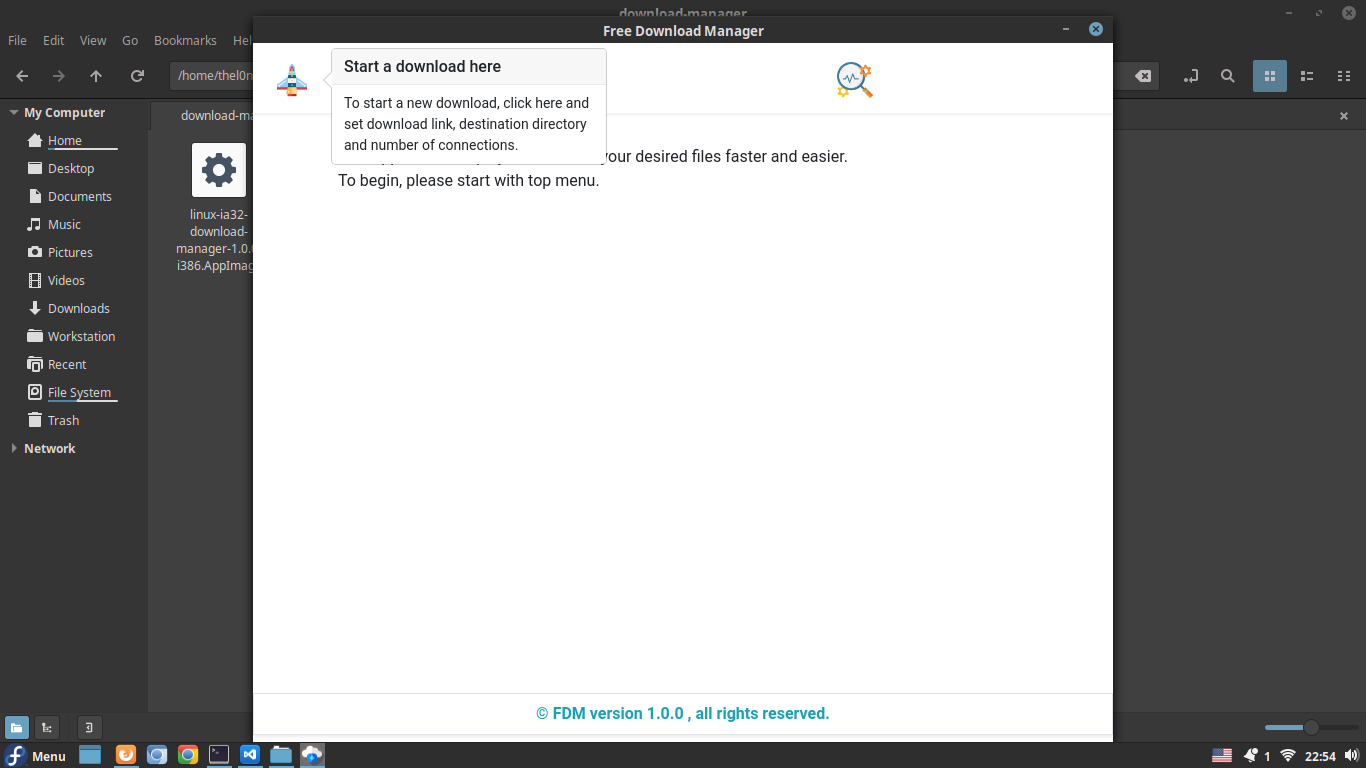 download-manager
Free Download Manager
File Edit View Go Bookmarks Hel
/home/thel0n
Start a download here
To start a new download, click here and
set download link, destination directory
and number of connections.
your desired files faster and easier.
To begin, please start with top menu.
My Computer
Home
Desktop
Documents
Music
Pictures
Videos
Downloads
Workstation
Recent
File System
Trash
Network
download-ma
linux-ia32-
download-
manager-1.0.
i386.AppImag
© FDM version 1.0.0 , all rights reserved.
Menu
1
22:54